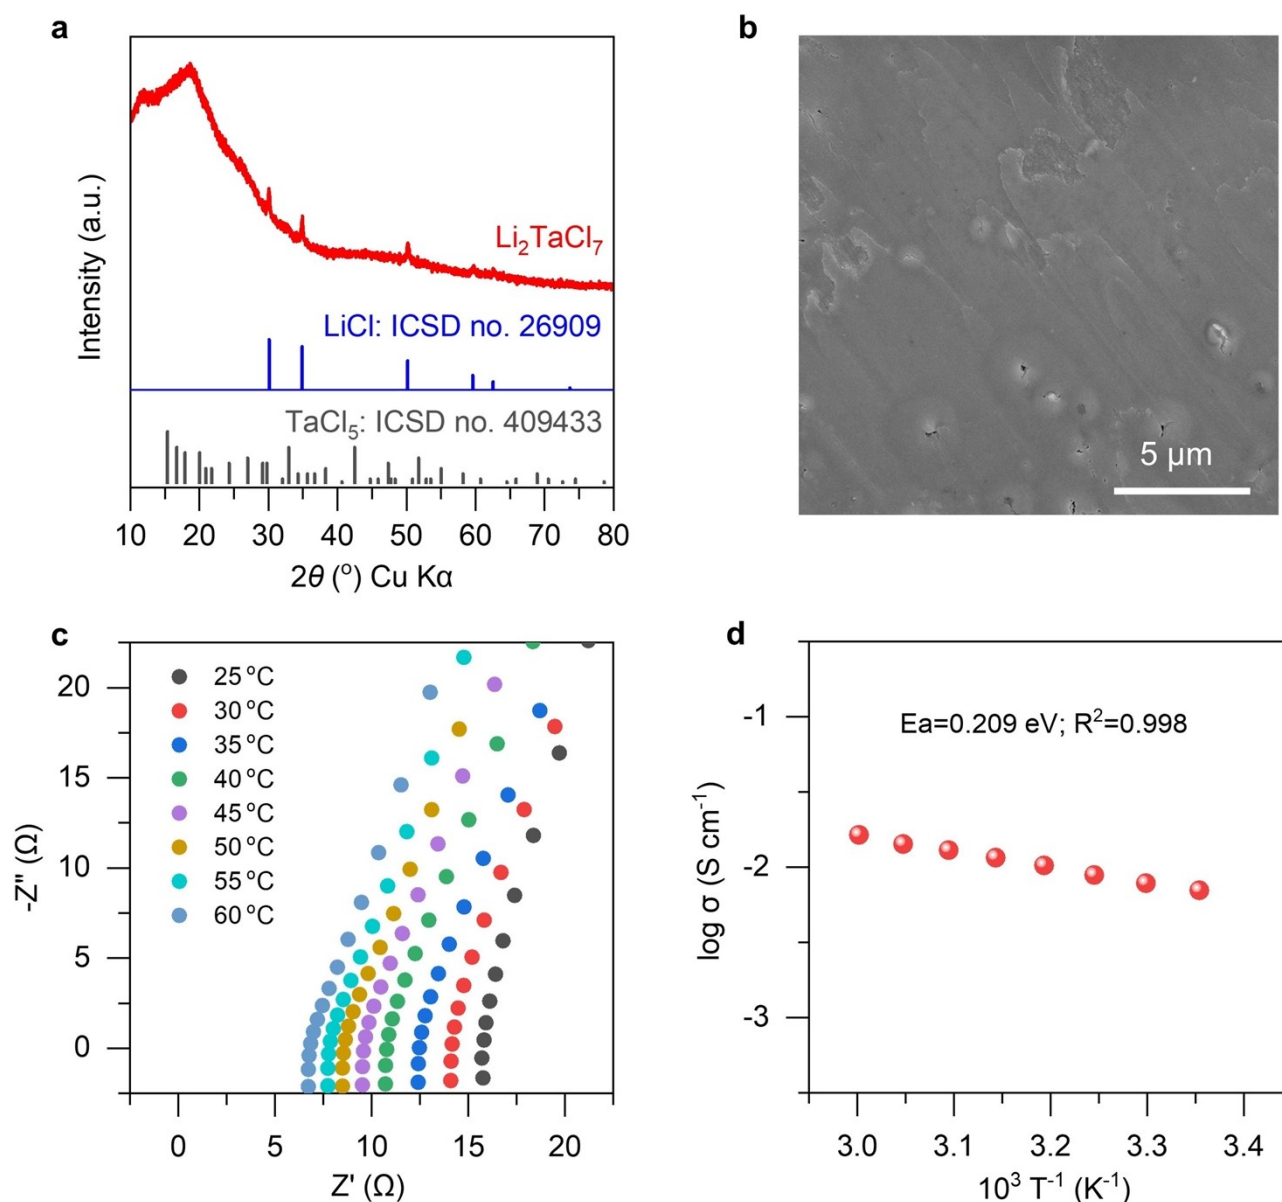 a
Intensity (a.u.)
Li₂TaCl₇
LiCl: ICSD no. 26909
TaCl₅: ICSD no. 409433
10 20 30 40 50 60 70 80
2θ (°) Cu Kα
b
5 μm
c
-Z" (Ω)
20
15
10
5
0
25 °C
30 °C
35 °C
40 °C
45 °C
50 °C
55 °C
60 °C
0 5 10 15 20
Z' (Ω)
d
log σ (S cm⁻¹)
-1
-2
-3
Ea=0.209 eV; R²=0.998
3.0 3.1 3.2 3.3 3.4
10³ T⁻¹ (K⁻¹)